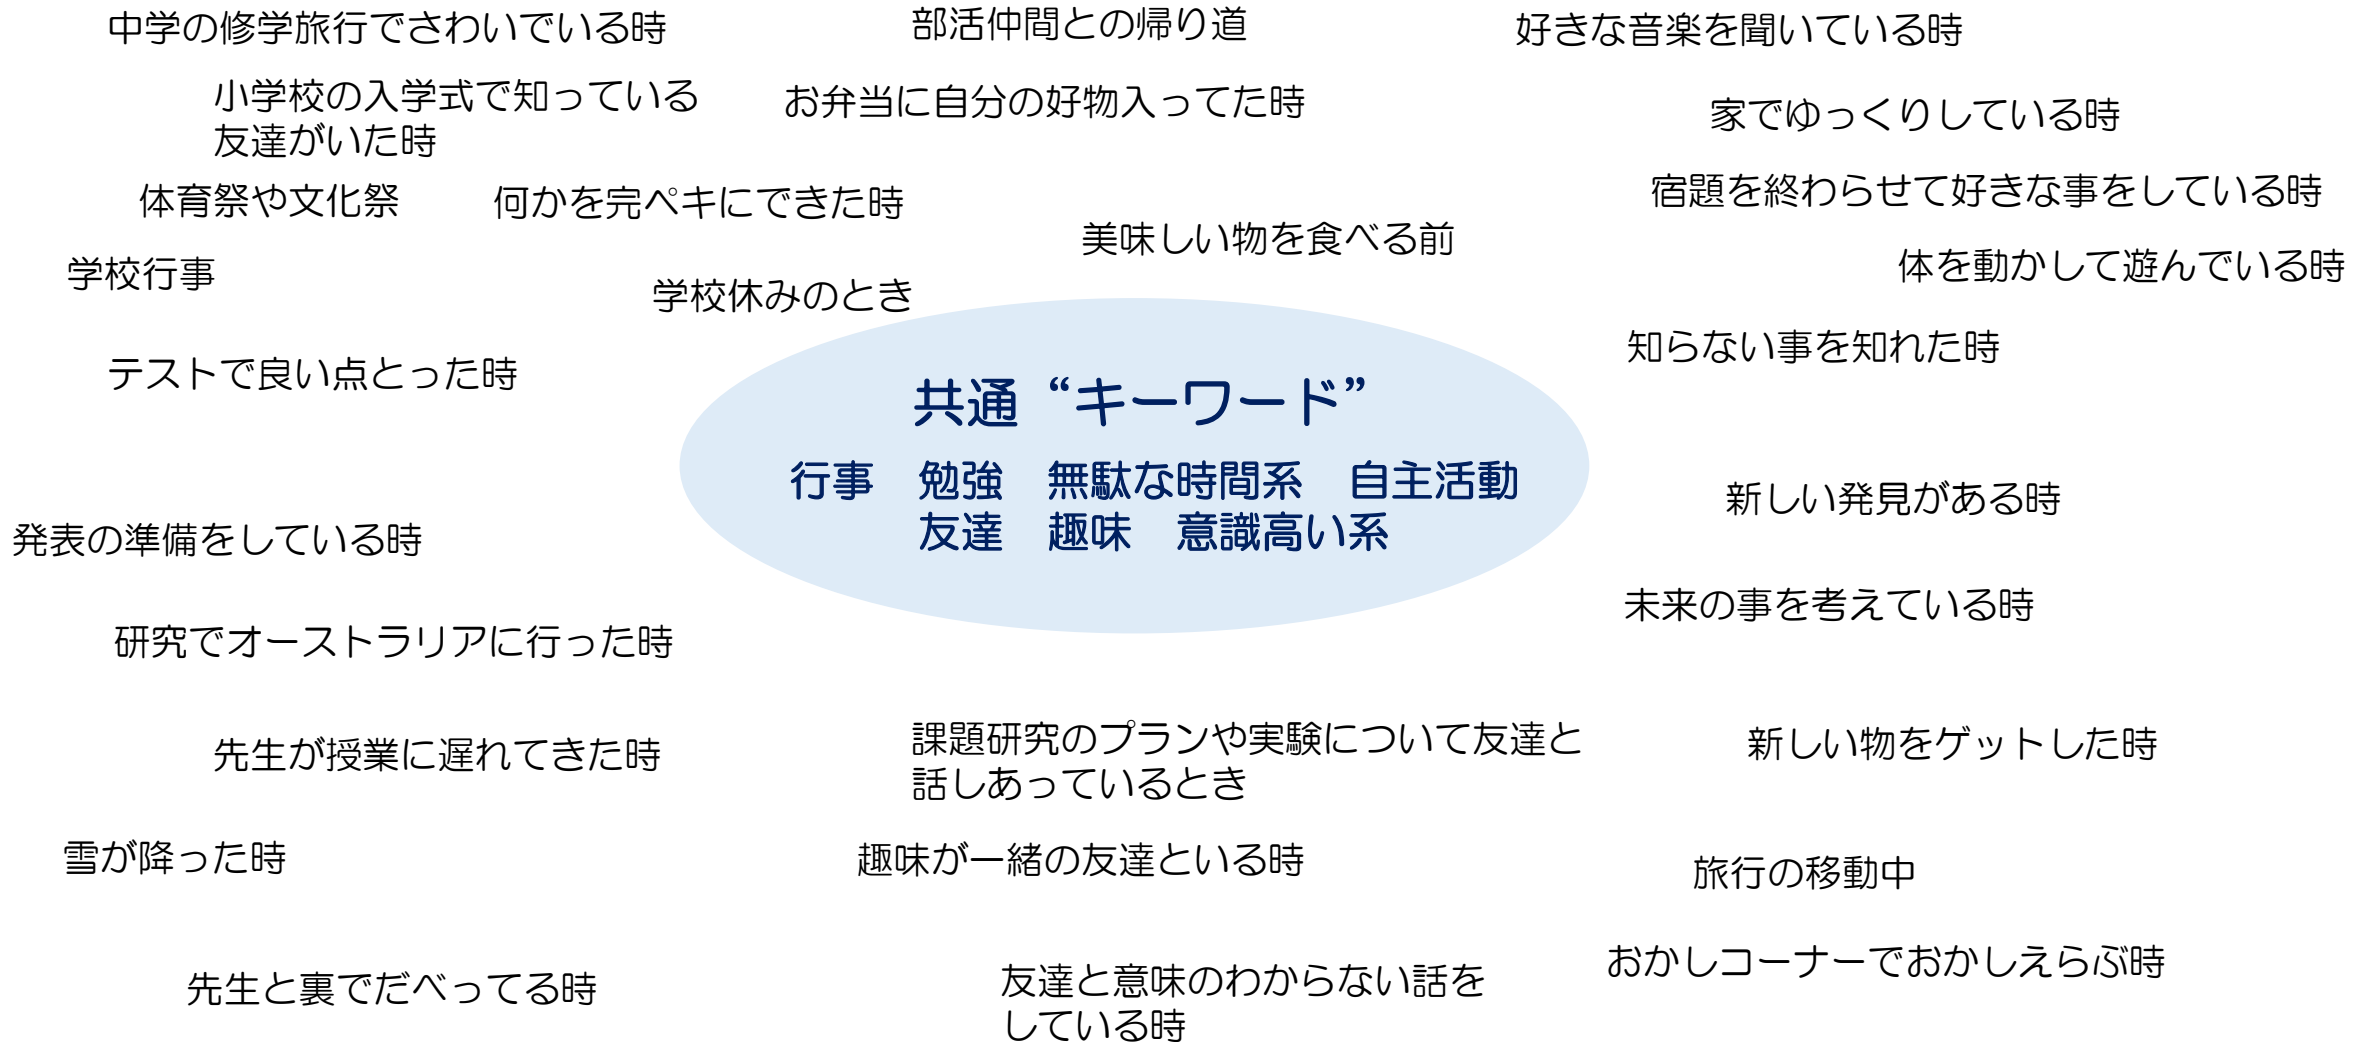 中学の修学旅行でさわいでいる時
部活仲間との帰り道
好きな音楽を聞いている時
小学校の入学式で知っている
友達がいた時
お弁当に自分の好物入ってた時
家でゆっくりしている時
体育祭や文化祭
何かを完ペキにできた時
宿題を終わらせて好きな事をしている時
美味しい物を食べる前
学校行事
体を動かして遊んでいる時
学校休みのとき
知らない事を知れた時
テストで良い点とった時
共通“キーワード”
行事　勉強　無駄な時間系　自主活動
友達　趣味　意識高い系
新しい発見がある時
発表の準備をしている時
未来の事を考えている時
研究でオーストラリアに行った時
先生が授業に遅れてきた時
課題研究のプランや実験について友達と
話しあっているとき
新しい物をゲットした時
雪が降った時
趣味が一緒の友達といる時
旅行の移動中
おかしコーナーでおかしえらぶ時
先生と裏でだべってる時
友達と意味のわからない話を
している時